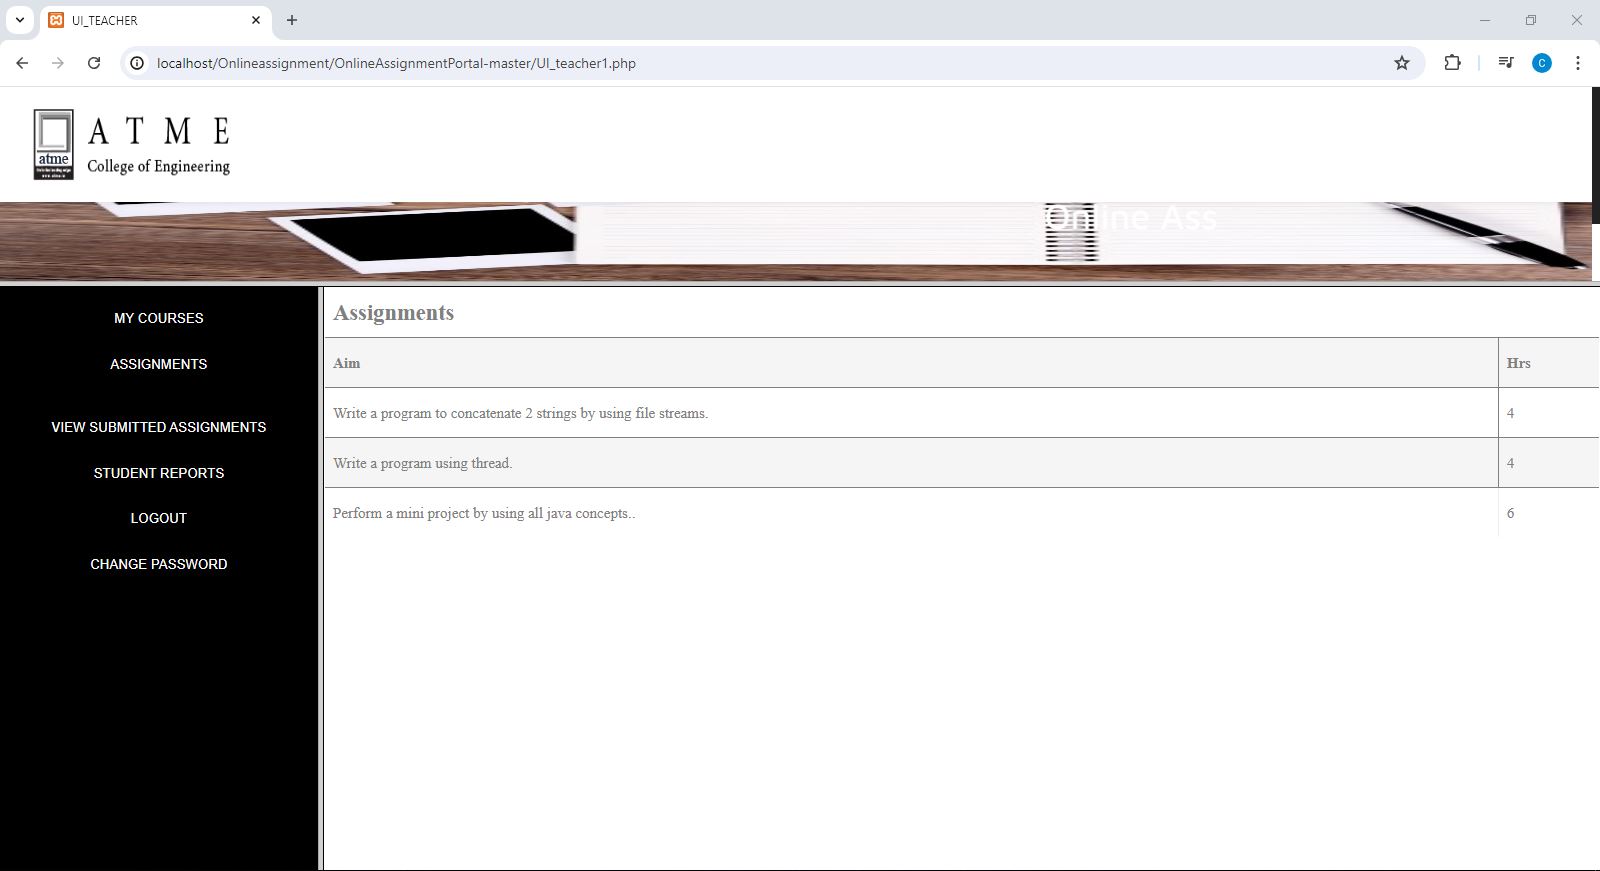 UI_TEACHER
localhost/Onlineassignment/OnlineAssignmentPortal-master/UI_teacher1.php
C
atme
A T M E
College of Engineering
Online Ass
MY COURSES
ASSIGNMENTS
VIEW SUBMITTED ASSIGNMENTS
STUDENT REPORTS
LOGOUT
CHANGE PASSWORD
Assignments
Aim Hrs
Write a program to concatenate 2 strings by using file streams. 4
Write a program using thread. 4
Perform a mini project by using all java concepts.. 6